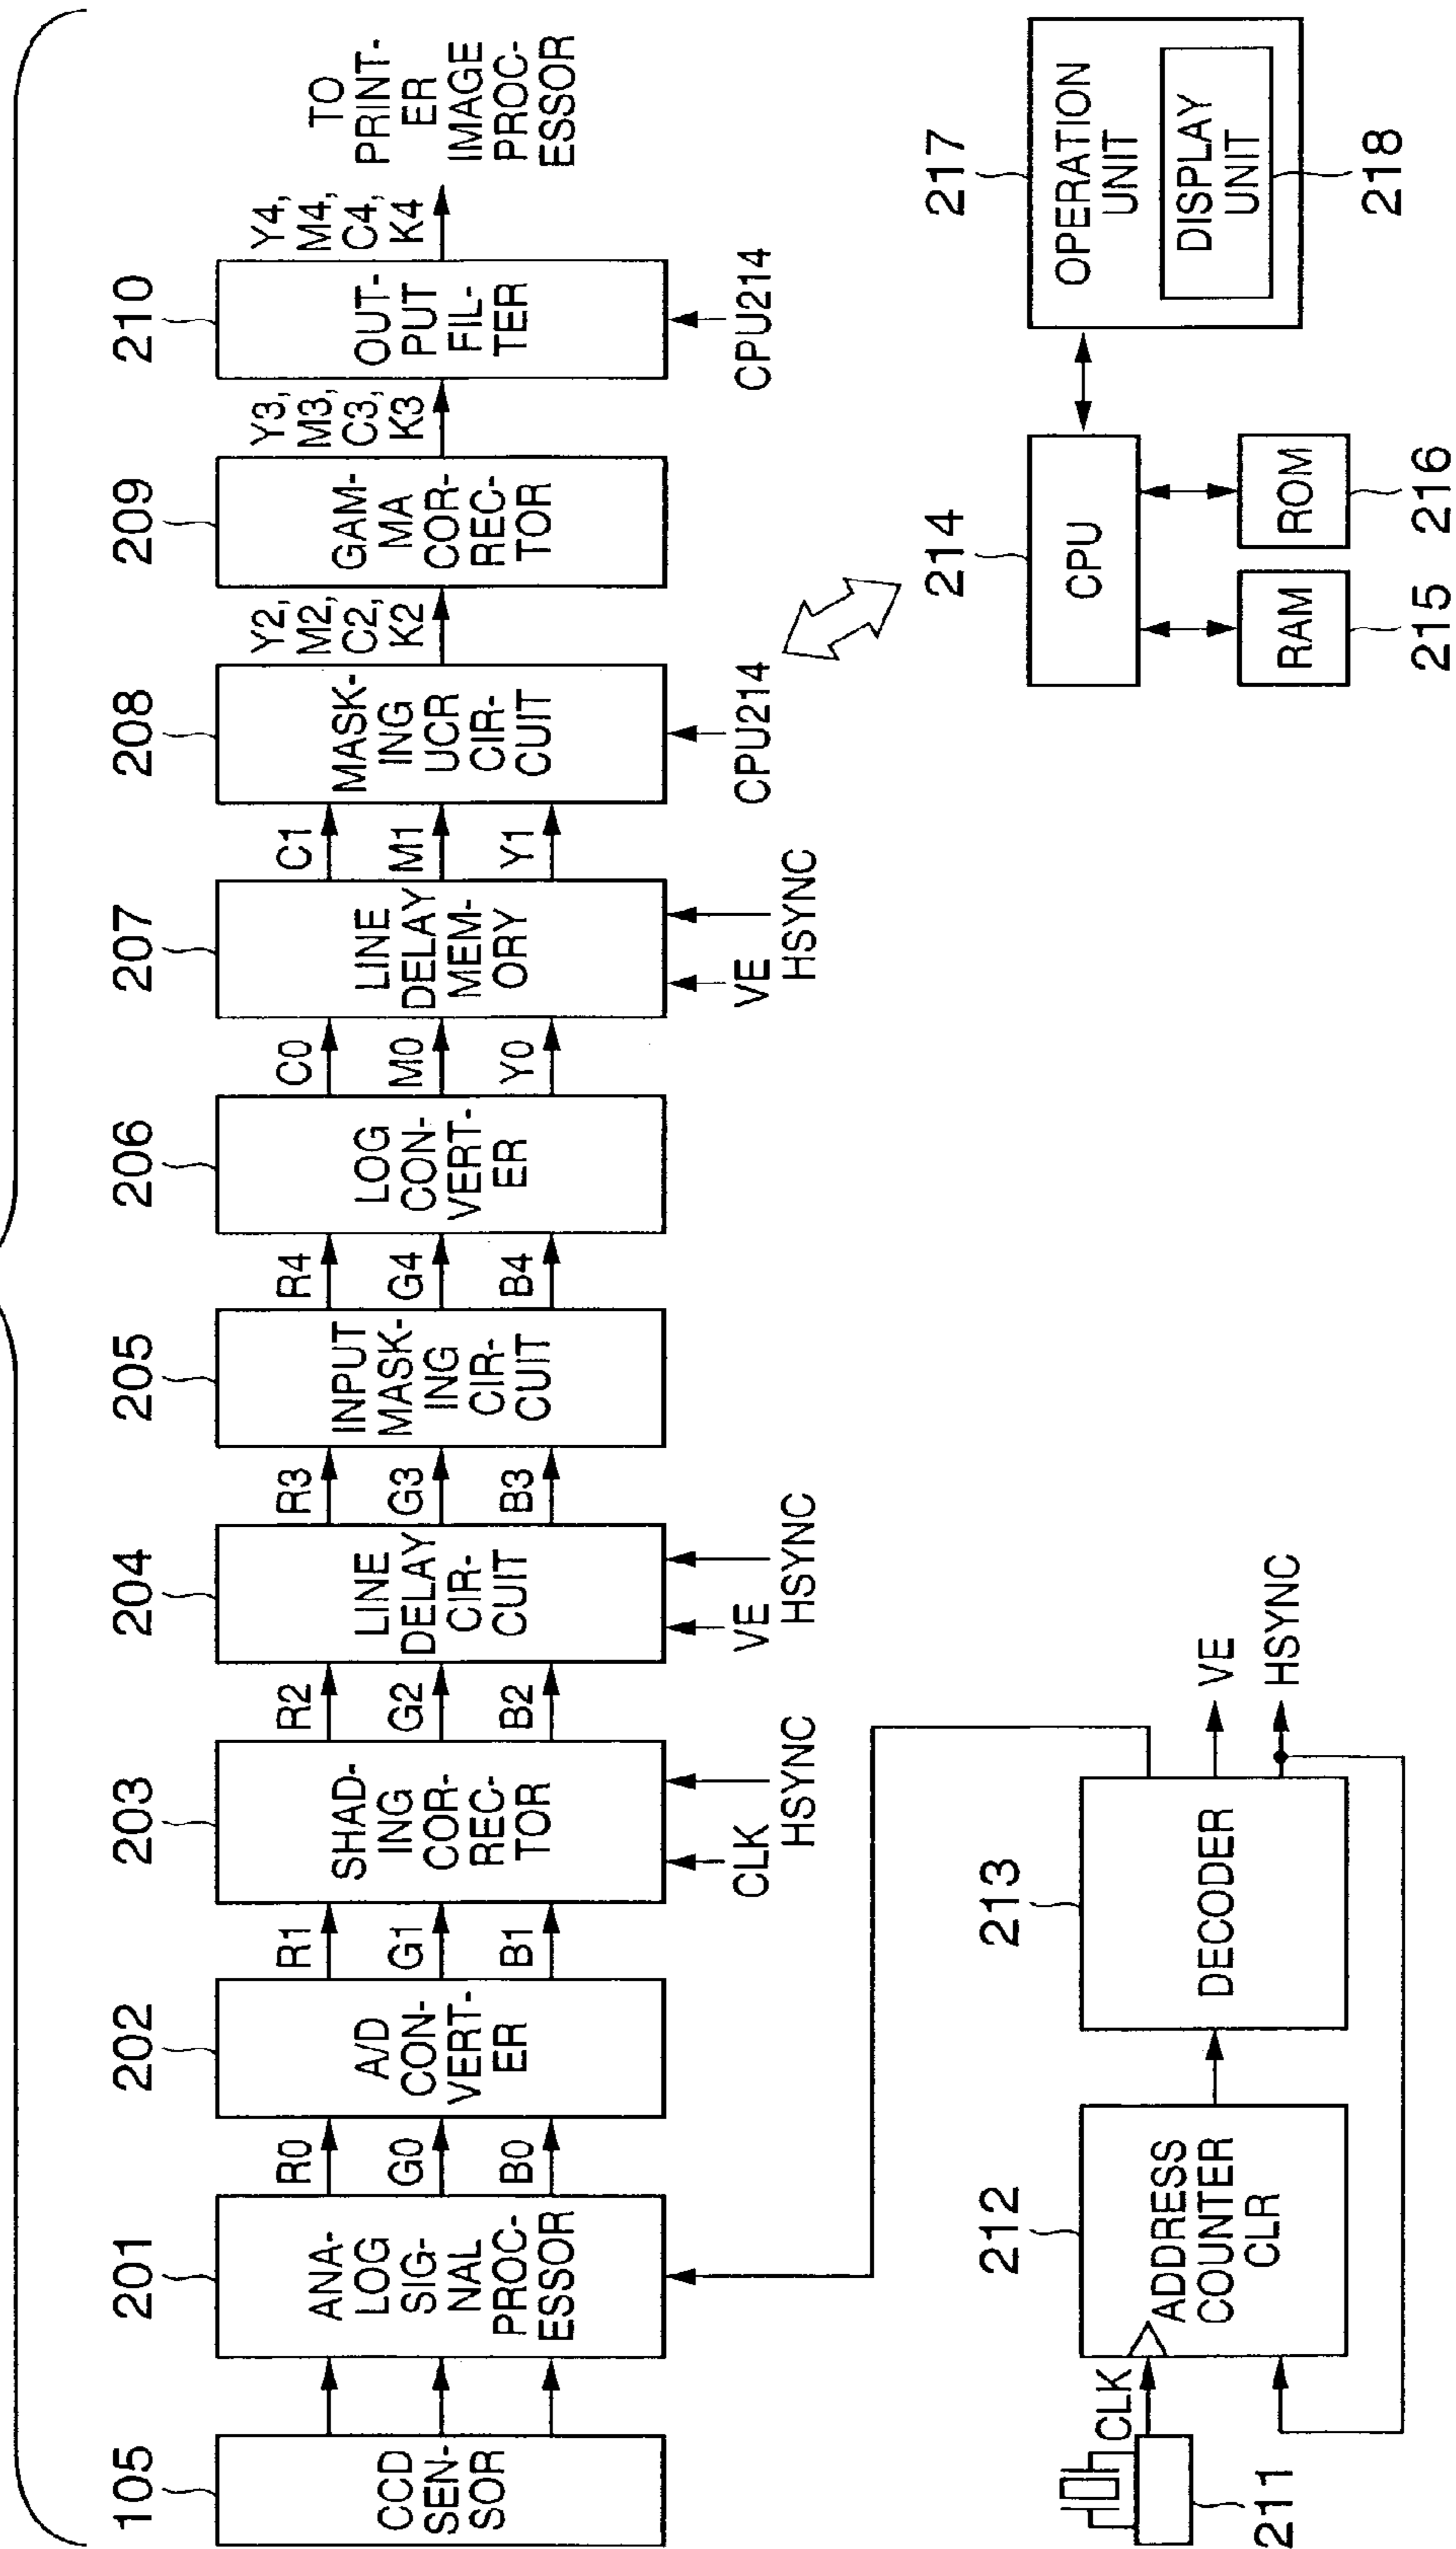 105
CCD
SEN-
SOR
201
ANA-
LOG
SIG-
NAL
PROC-
ESSOR
R0
G0
B0
202
A/D
CON-
VERT-
ER
R1
G1
B1
203
SHAD-
ING
COR-
REC-
TOR
CLK
HSYNC
R2
G2
B2
204
LINE
DELAY
CIR-
CUIT
VE
HSYNC
R3
G3
B3
205
INPUT
MASK-
ING
CIR-
CUIT
R4
G4
B4
206
LOG
CON-
VERT-
ER
C0
M0
Y0
207
LINE
DELAY
MEM-
ORY
VE
HSYNC
C1
M1
Y1
208
MASK-
ING
UCR
CIR-
CUIT
CPU214
Y2,
M2,
C2,
K2
209
GAM-
MA
COR-
REC-
TOR
Y3,
M3,
C3,
K3
210
OUT-
PUT
FIL-
TER
CPU214
Y4,
M4,
C4,
K4
TO
PRINT-
ER
IMAGE
PROC-
ESSOR
211
CLK
212
ADDRESS
COUNTER
CLR
213
DECODER
VE
HSYNC
214
CPU
RAM
215
ROM
216
217
OPERATION
UNIT
DISPLAY
UNIT
218